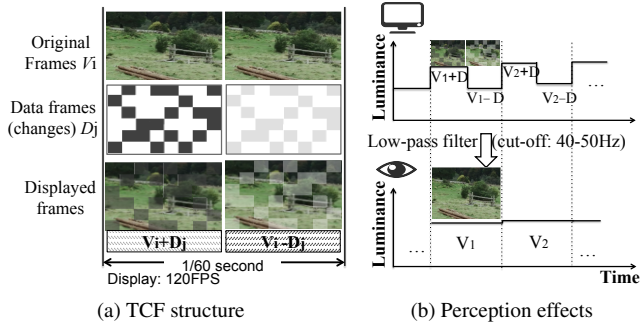 Original
Frames Vi
Data frames
(changes) Dj
Displayed
frames
Vi+Dj
Vi−Dj
1/60 second
Display: 120FPS
(a) TCF structure
Luminance
V1+D
V1−D
V2+D
V2−D
...
Low-pass filter
(cut-off: 40-50Hz)
Luminance
...
V1
V2
...
Time
(b) Perception effects